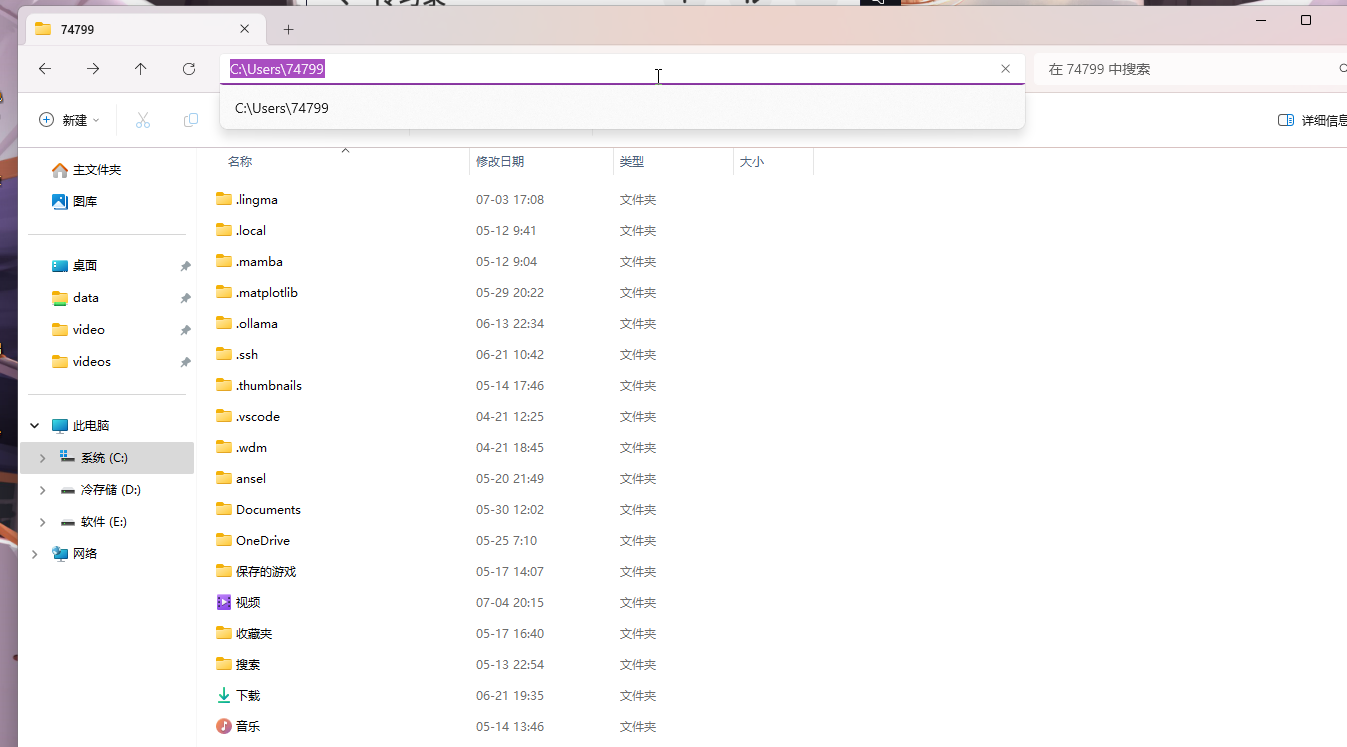 74799
C:\Users\74799
在 74799 中搜索
C:\Users\74799
新建
详细信息
主文件夹
图库
桌面
data
video
videos
此电脑
系统 (C:)
冷存储 (D:)
软件 (E:)
网络
名称 修改日期 类型 大小
.lingma 07-03 17:08 文件夹
.local 05-12 9:41 文件夹
.mamba 05-12 9:04 文件夹
.matplotlib 05-29 20:22 文件夹
.ollama 06-13 22:34 文件夹
.ssh 06-21 10:42 文件夹
.thumbnails 05-14 17:46 文件夹
.vscode 04-21 12:25 文件夹
.wdm 04-21 18:45 文件夹
ansel 05-20 21:49 文件夹
Documents 05-30 12:02 文件夹
OneDrive 05-25 7:10 文件夹
保存的游戏 05-17 14:07 文件夹
视频 07-04 20:15 文件夹
收藏夹 05-17 16:40 文件夹
搜索 05-13 22:54 文件夹
下载 06-21 19:35 文件夹
音乐 05-14 13:46 文件夹